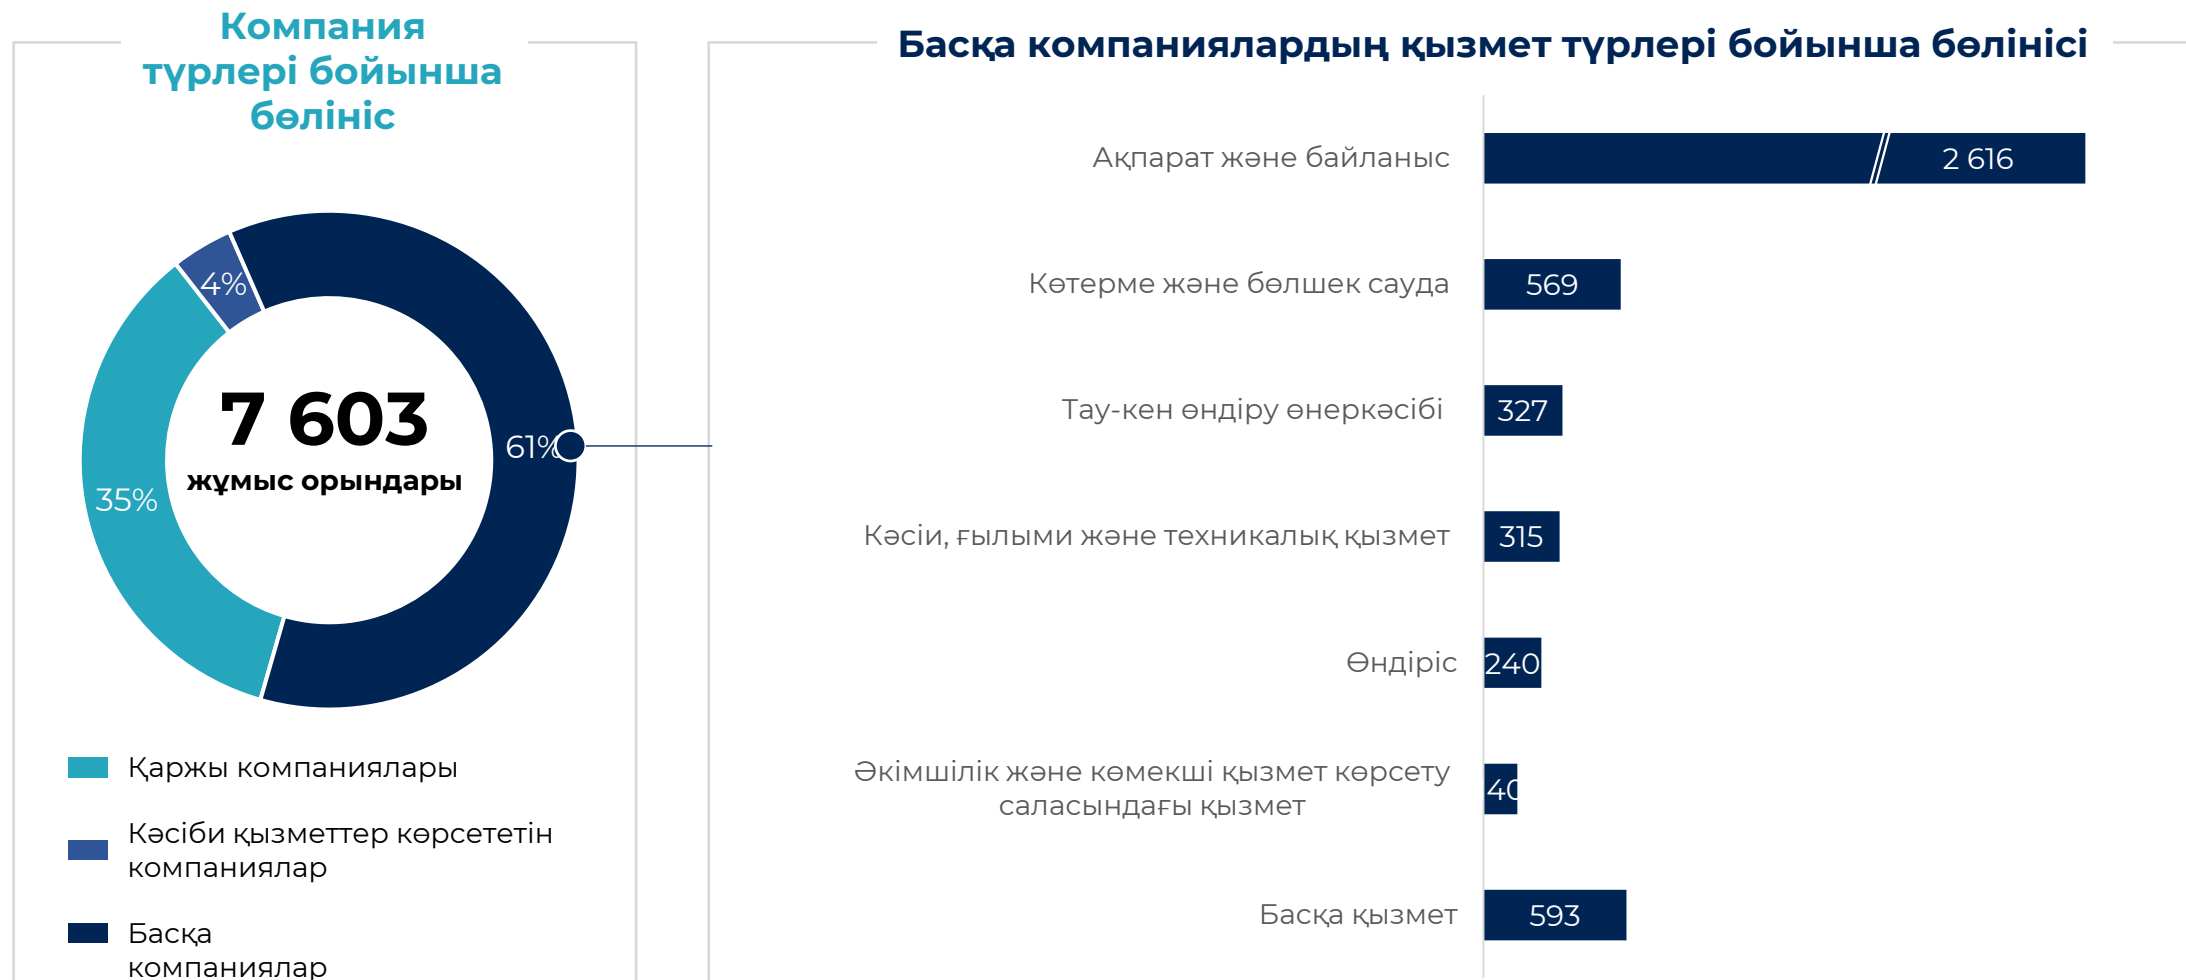 Компания
түрлері бойынша
бөлініс
4%
35%
61%
7 603
жұмыс орындары
Қаржы компаниялары
Кәсіби қызметтер көрсететін
компаниялар
Басқа
компаниялар
Басқа компаниялардың қызмет түрлері бойынша бөлінісі
Ақпарат және байланыс
2 616
Көтерме және бөлшек сауда
569
Тау-кен өндіру өнеркәсібі
327
Кәсіи, ғылыми және техникалық қызмет
315
Өндіріс
240
Әкімшілік және көмекші қызмет көрсету
саласындағы қызмет
Басқа қызмет
593